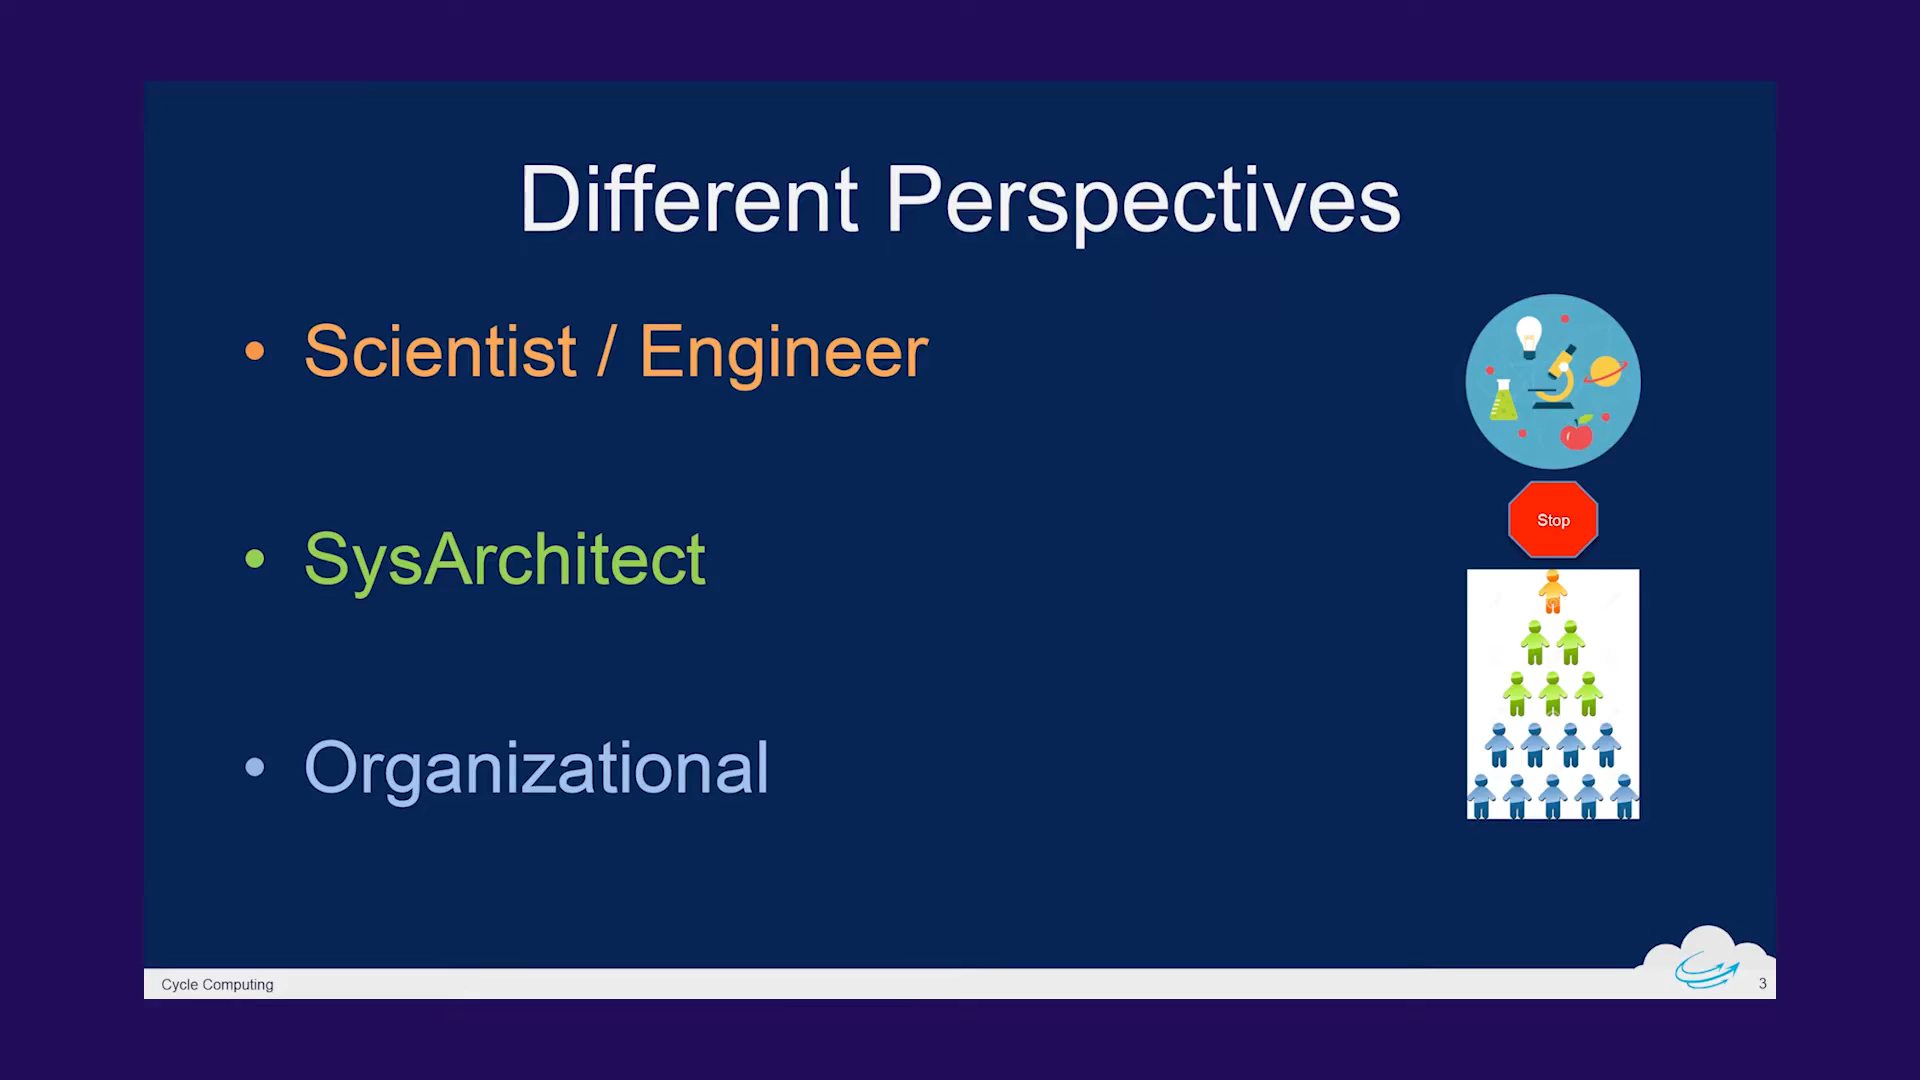 Different Perspectives
• Scientist / Engineer
• SysArchitect
• Organizational
Stop
Cycle Computing
3